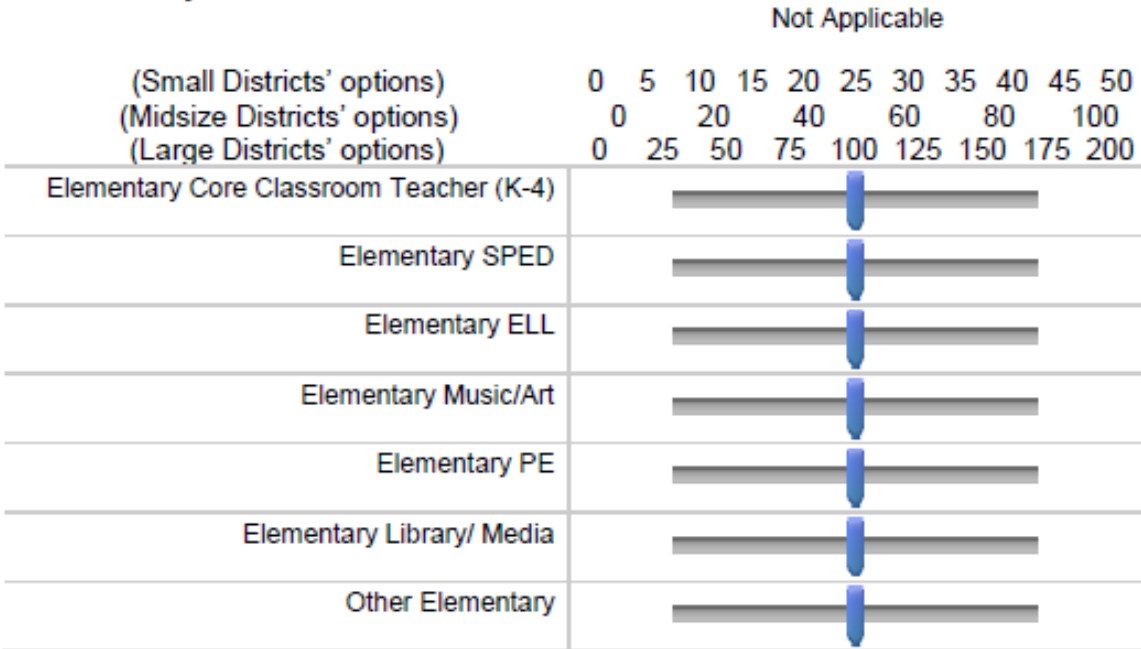 Not Applicable
(Small Districts' options) 0 5 10 15 20 25 30 35 40 45 50
(Midsize Districts' options) 0 20 40 60 80 100
(Large Districts' options) 0 25 50 75 100 125 150 175 200
Elementary Core Classroom Teacher (K-4)
Elementary SPED
Elementary ELL
Elementary Music/Art
Elementary PE
Elementary Library/ Media
Other Elementary